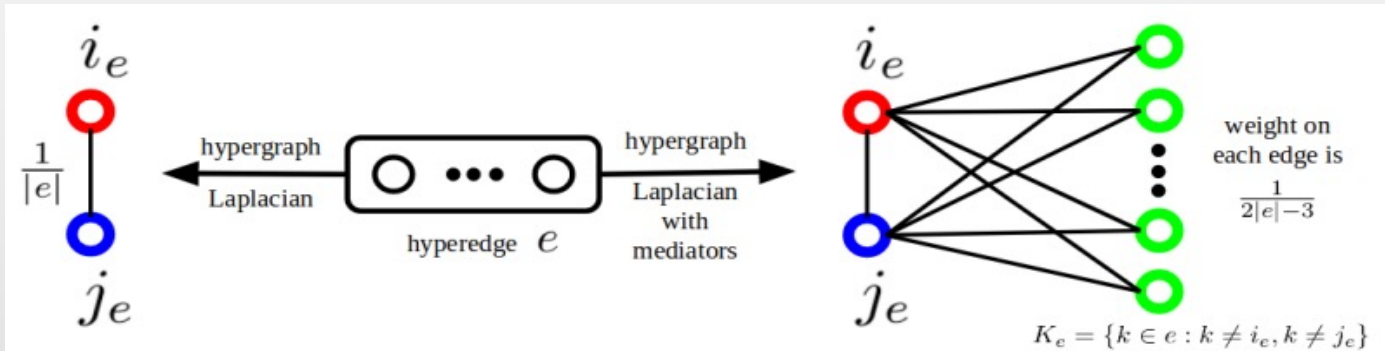 i_e
j_e
1
|e|
hypergraph
Laplacian
hyperedge e
hypergraph
Laplacian
with
mediators
i_e
j_e
weight on
each edge is
1
2|e|−3
K_e = {k ∈ e : k ≠ i_e, k ≠ j_e}